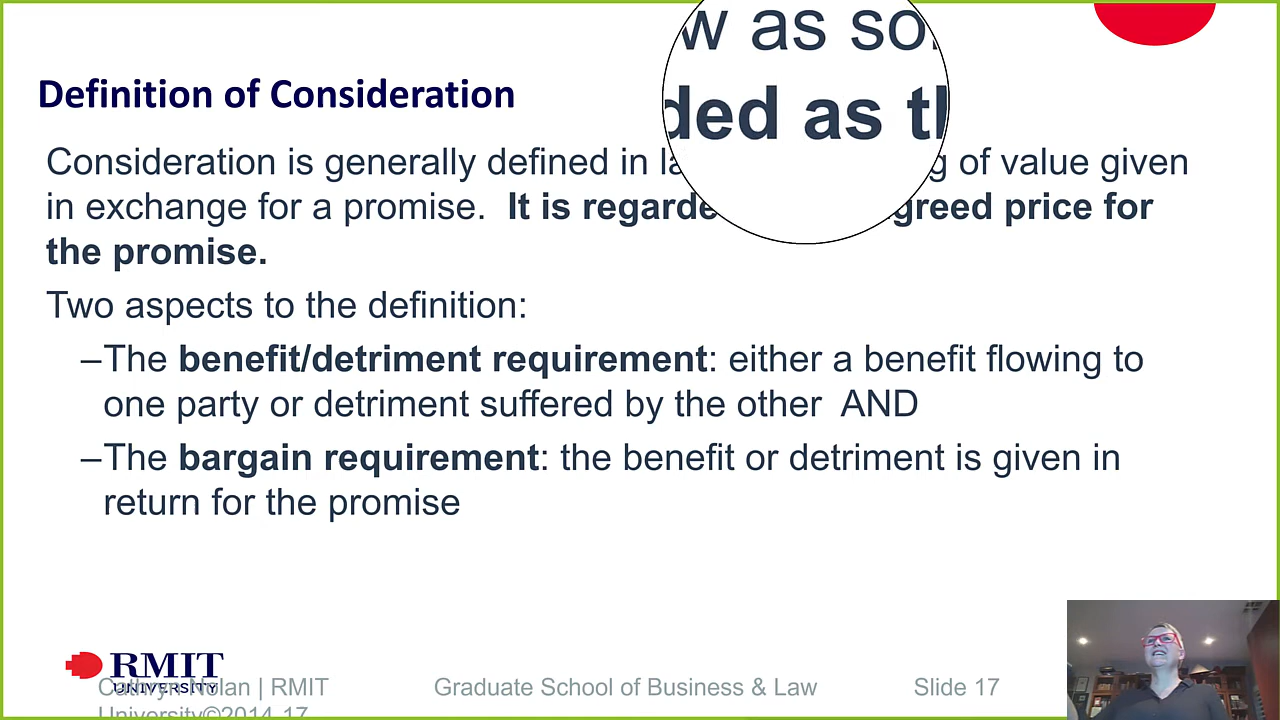 w as so
ded as th
Definition of Consideration
Consideration is generally defined in la g of value given
in exchange for a promise. It is regarde greed price for
the promise.
Two aspects to the definition:
–The benefit/detriment requirement: either a benefit flowing to
one party or detriment suffered by the other AND
–The bargain requirement: the benefit or detriment is given in
return for the promise
RMIT
UNIVERSITY
Cathryn Nolan | RMIT
University©2014-17
Graduate School of Business & Law
Slide 17